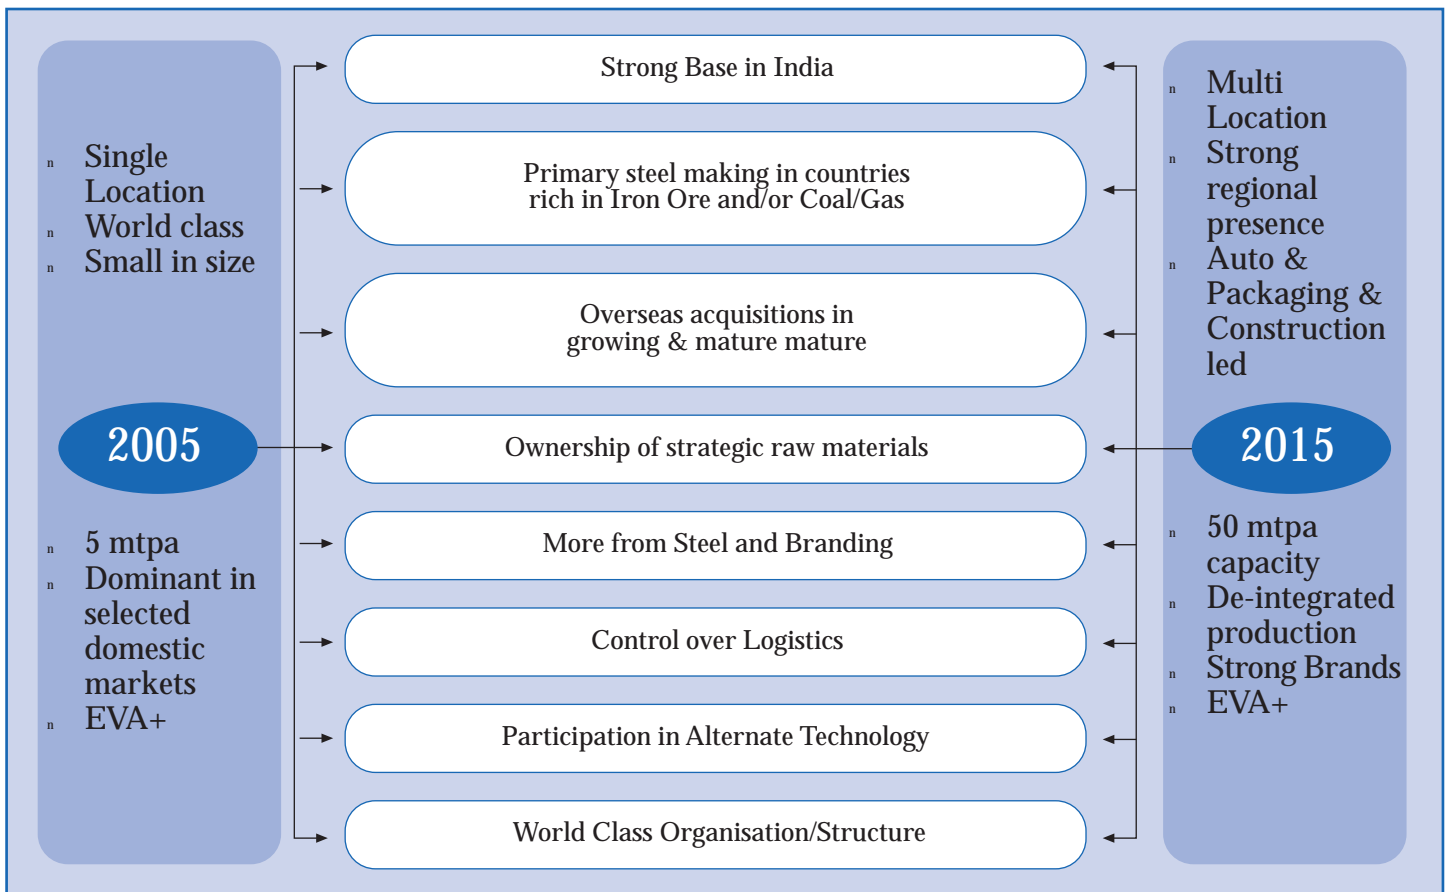 n Single
Location
n World class
n Small in size
2005
n 5 mtpa
n Dominant in
selected
domestic
markets
n EVA+
Strong Base in India
Primary steel making in countries
rich in Iron Ore and/or Coal/Gas
Overseas acquisitions in
growing & mature mature
Ownership of strategic raw materials
More from Steel and Branding
Control over Logistics
Participation in Alternate Technology
World Class Organisation/Structure
n Multi
Location
n Strong
regional
presence
n Auto &
Packaging &
Construction
led
2015
n 50 mtpa
capacity
n De-integrated
production
n Strong Brands
n EVA+